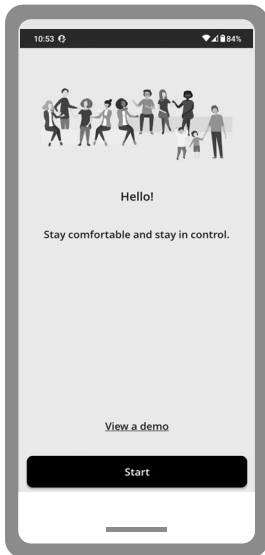 10:53
84%
Hello!
Stay comfortable and stay in control.
View a demo
Start